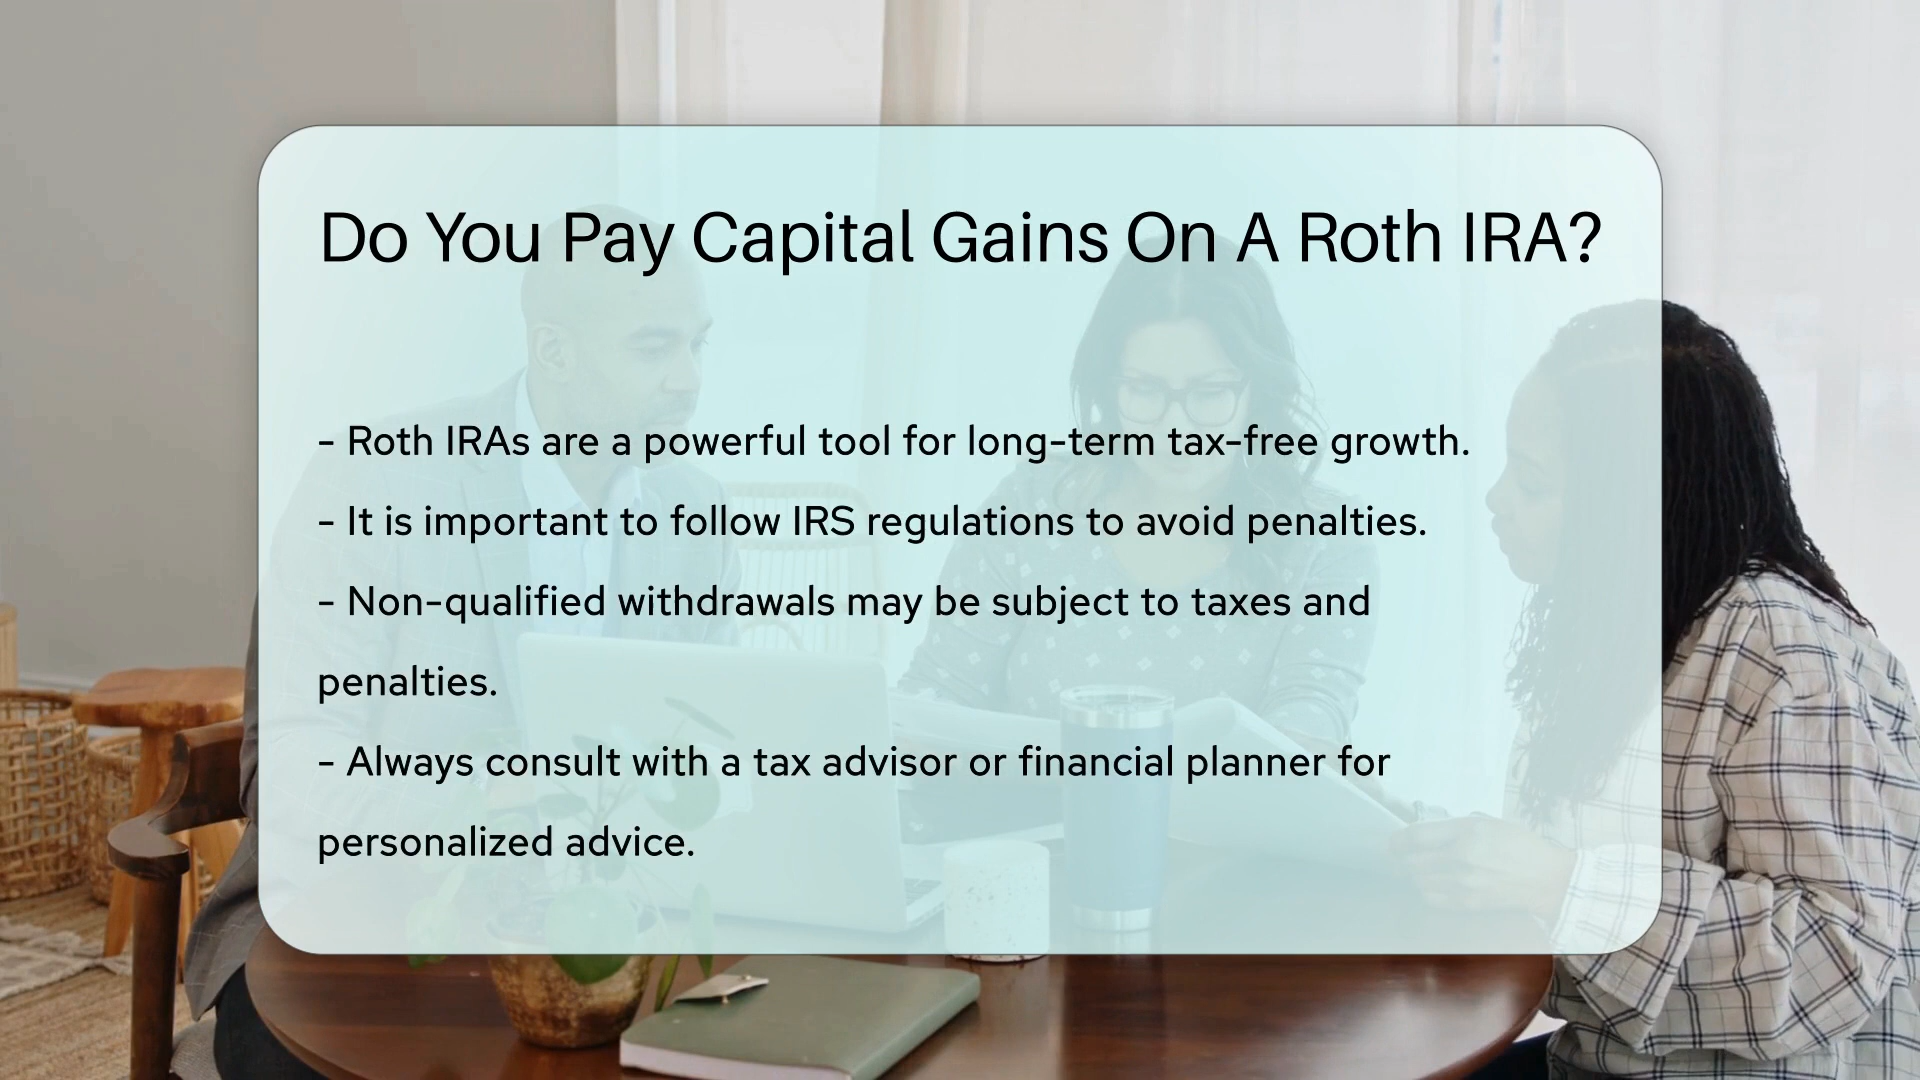 Do You Pay Capital Gains On A Roth IRA?
- Roth IRAs are a powerful tool for long-term tax-free growth.
- It is important to follow IRS regulations to avoid penalties.
- Non-qualified withdrawals may be subject to taxes and
penalties.
- Always consult with a tax advisor or financial planner for
personalized advice.